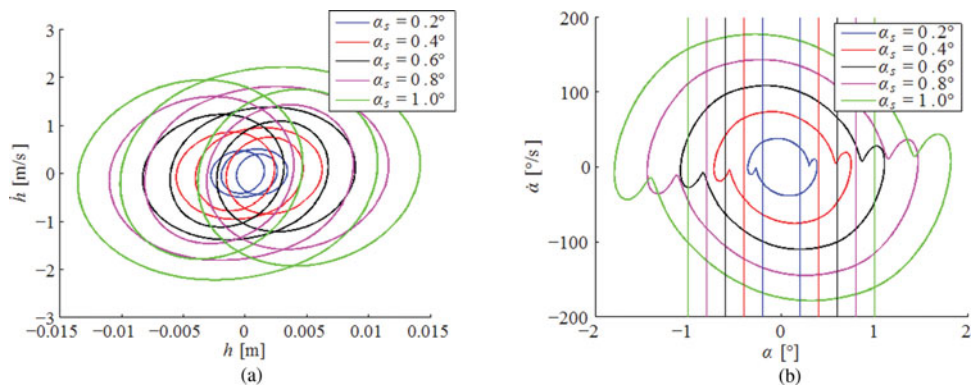 3
2
1
0
−1
−2
−3
−0.015
−0.01
−0.005
0
0.005
0.01
0.015
ḣ [m/s]
h [m]
α_s = 0.2°
α_s = 0.4°
α_s = 0.6°
α_s = 0.8°
α_s = 1.0°
(a)
200
100
0
−100
−200
−2
−1
0
1
2
α̇ [°/s]
α [°]
α_s = 0.2°
α_s = 0.4°
α_s = 0.6°
α_s = 0.8°
α_s = 1.0°
(b)